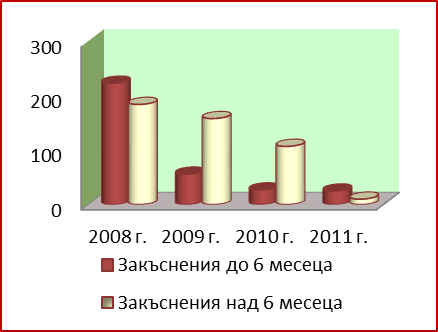 300
200
100
0
2008 г. 2009 г. 2010 г. 2011 г.
Закъснения до 6 месеца
Закъснения над 6 месеца